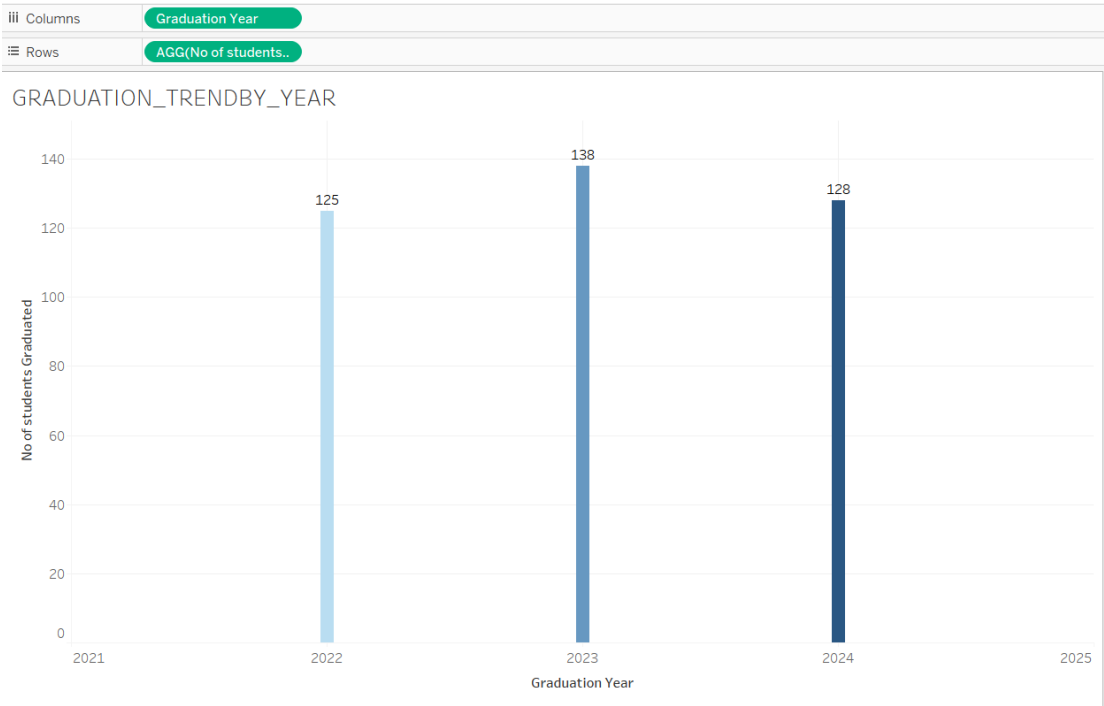 Columns
Graduation Year
Rows
AGG(No of students..
GRADUATION_TRENDBY_YEAR
140
120
100
80
60
40
20
0
No of students Graduated
125
138
128
2021
2022
2023
2024
2025
Graduation Year